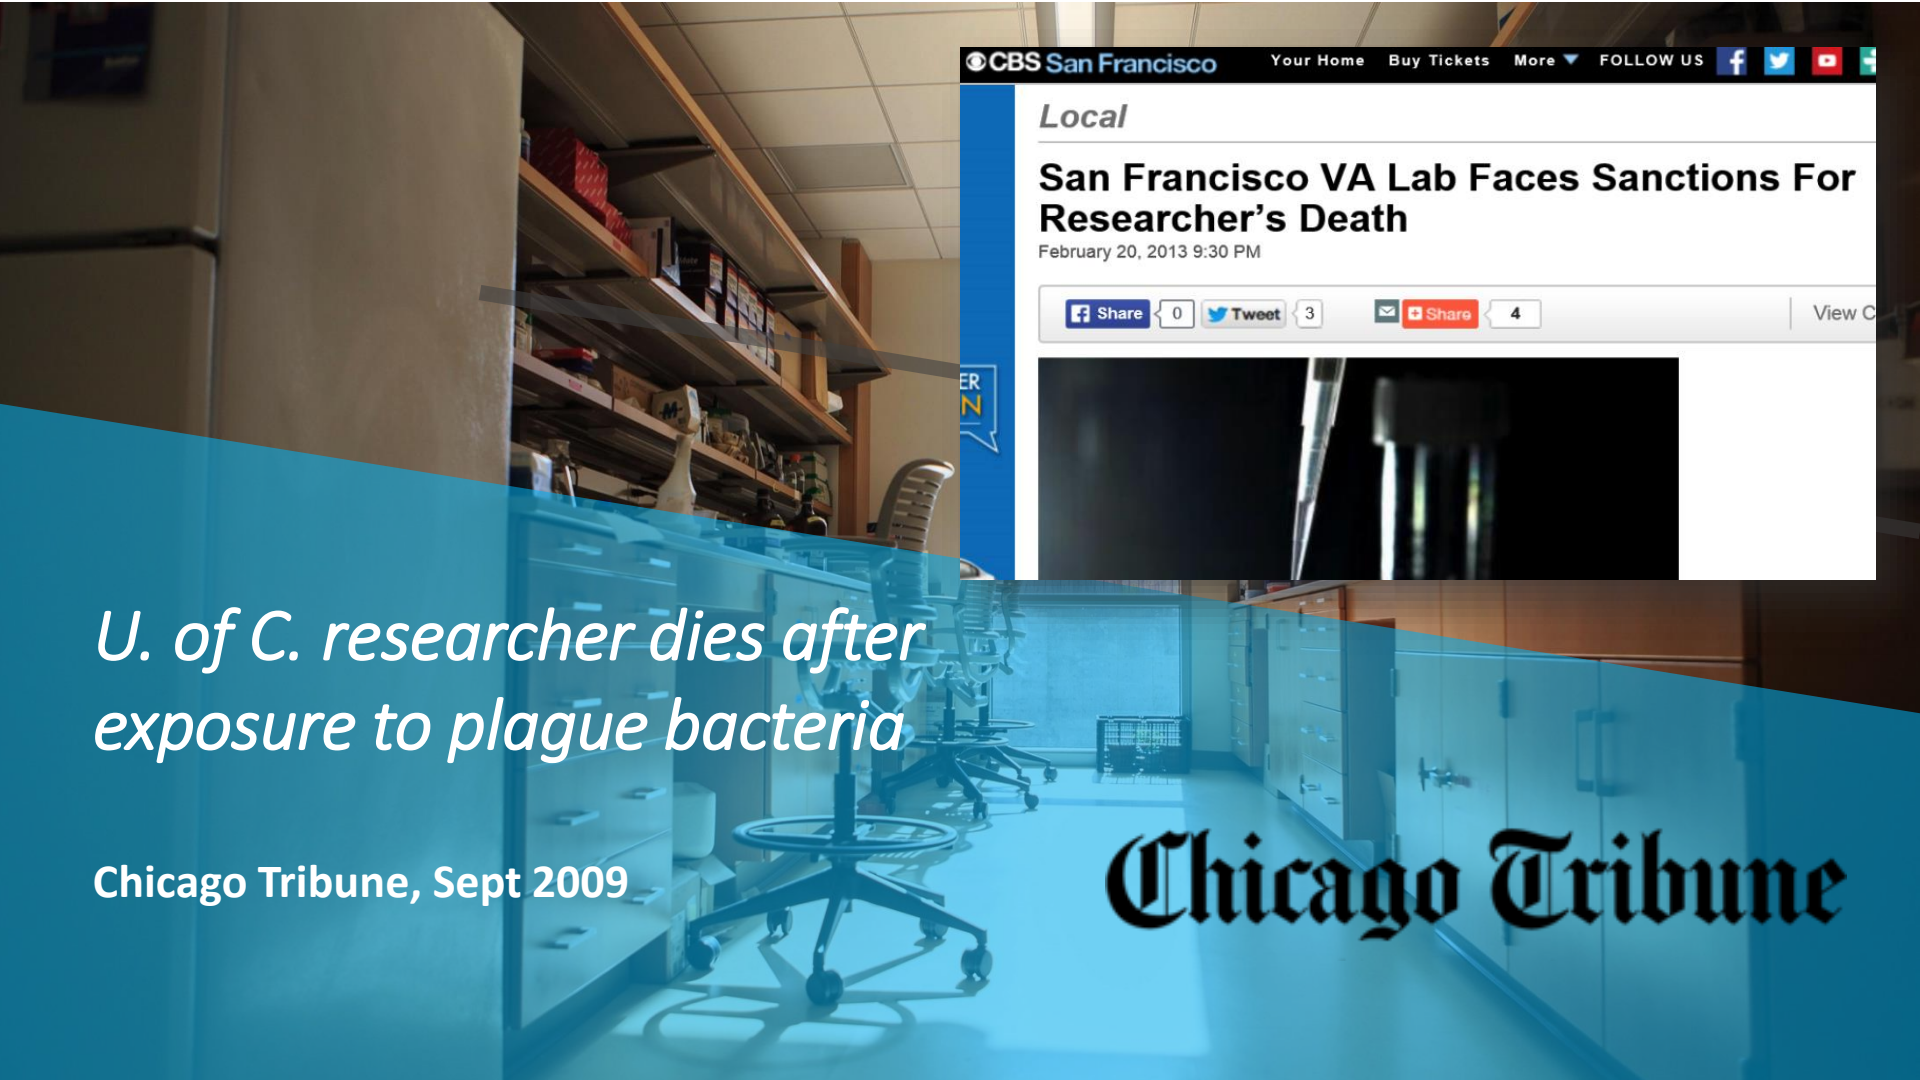 CBS San Francisco
Your Home Buy Tickets More FOLLOW US
Local
San Francisco VA Lab Faces Sanctions For
Researcher's Death
February 20, 2013 9:30 PM
Share 0 Tweet 3 Share 4 View C
ER
N
U. of C. researcher dies after
exposure to plague bacteria
Chicago Tribune, Sept 2009
Chicago Tribune